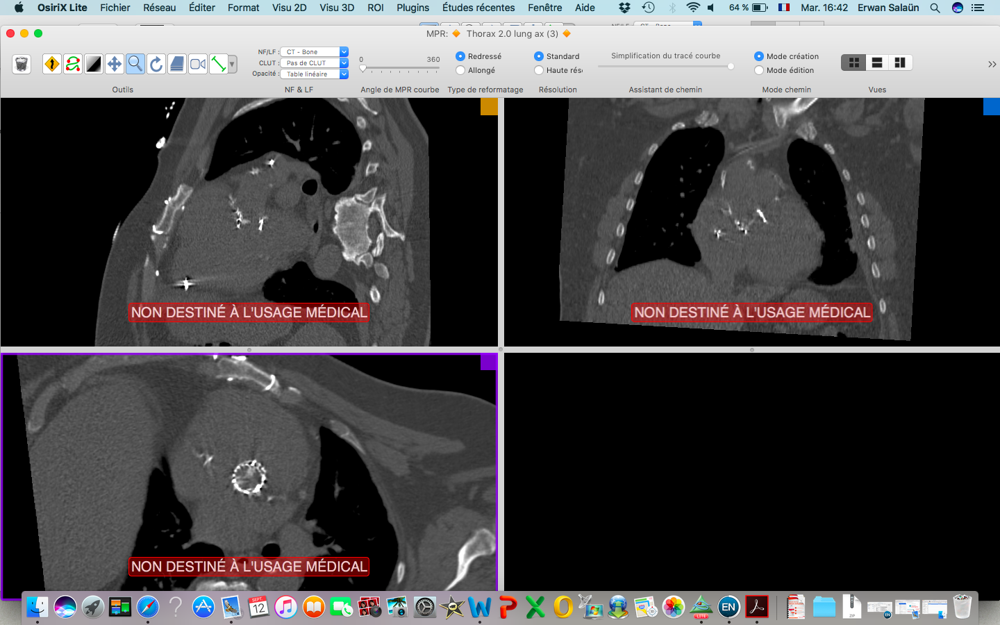 OsiriX Lite Fichier Réseau Éditer Format Visu 2D Visu 3D ROI Plugins Études récentes Fenêtre Aide 64 % Mar. 16:42 Erwan Salaün
MPR: Thorax 2.0 lung ax (3)
NF/LF : CT - Bone
CLUT : Pas de CLUT
Opacité : Table linéaire
0 360
Redressé
Allongé
Standard
Haute rés
Simplification du tracé courbe
Mode création
Mode édition
Outils NF & LF Angle de MPR courbe Type de reformatage Résolution Assistant de chemin Mode chemin Vues
NON DESTINÉ À L'USAGE MÉDICAL
NON DESTINÉ À L'USAGE MÉDICAL
NON DESTINÉ À L'USAGE MÉDICAL
SEPT.
12
LITE
EN
ZIP